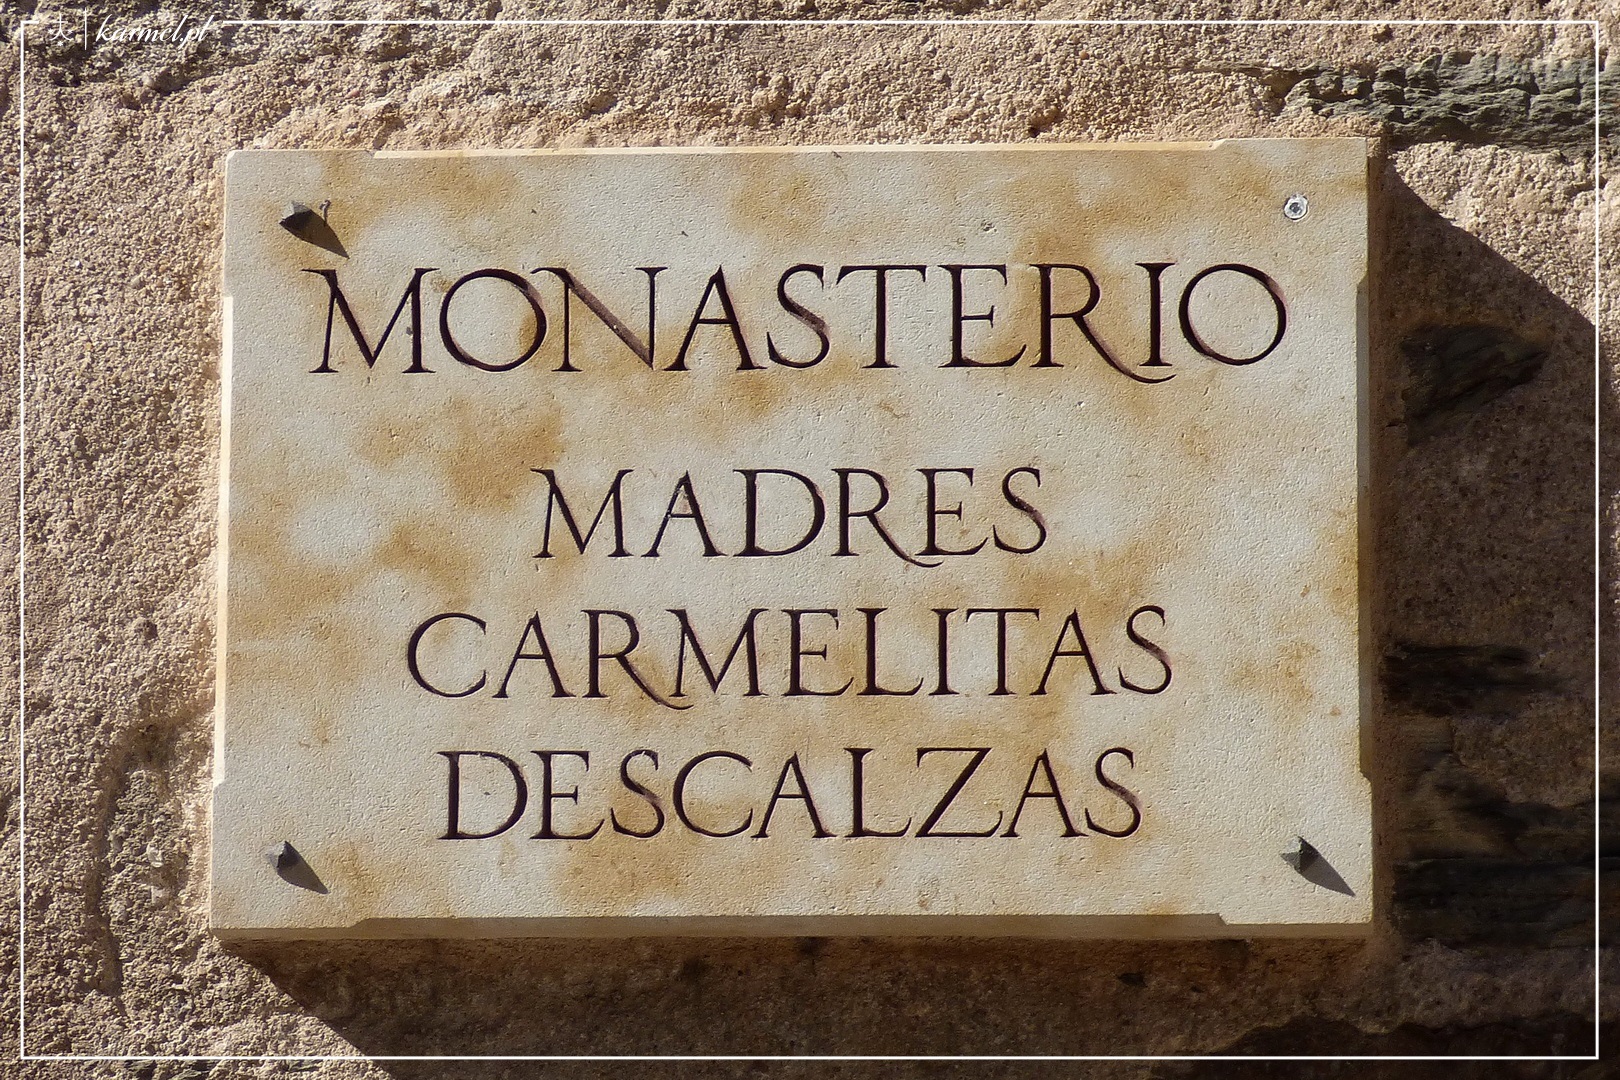 karmel.pl
MONASTERIO
MADRES
CARMELITAS
DESCALZAS